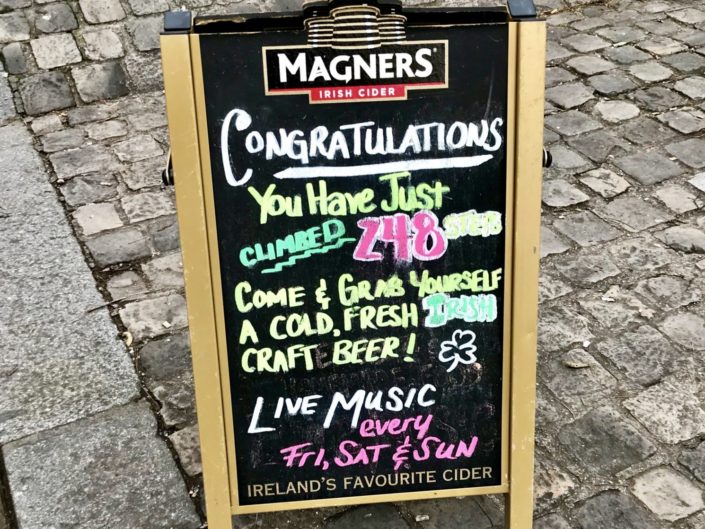 MAGNERS
IRISH CIDER
CONGRATULATIONS
YOU HAVE JUST
CLIMBED 248 STEPS
COME & GRAB YOURSELF
A COLD, FRESH IRISH
CRAFT BEER!
LIVE MUSIC
every
FRI, SAT & SUN
IRELAND'S FAVOURITE CIDER